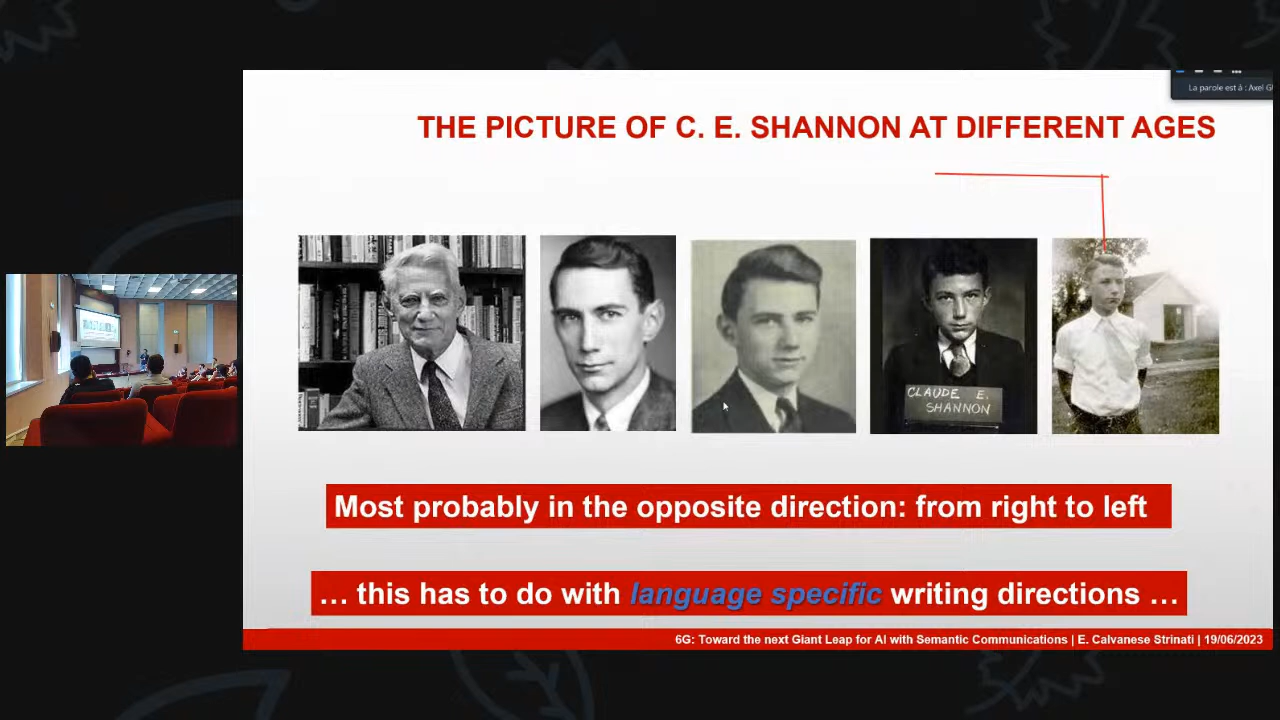 La parole est à : Axel G
THE PICTURE OF C. E. SHANNON AT DIFFERENT AGES
CLAUDE E.
SHANNON
Most probably in the opposite direction: from right to left
… this has to do with language specific writing directions …
6G: Toward the next Giant Leap for AI with Semantic Communications | E. Calvanese Strinati | 19/06/2023